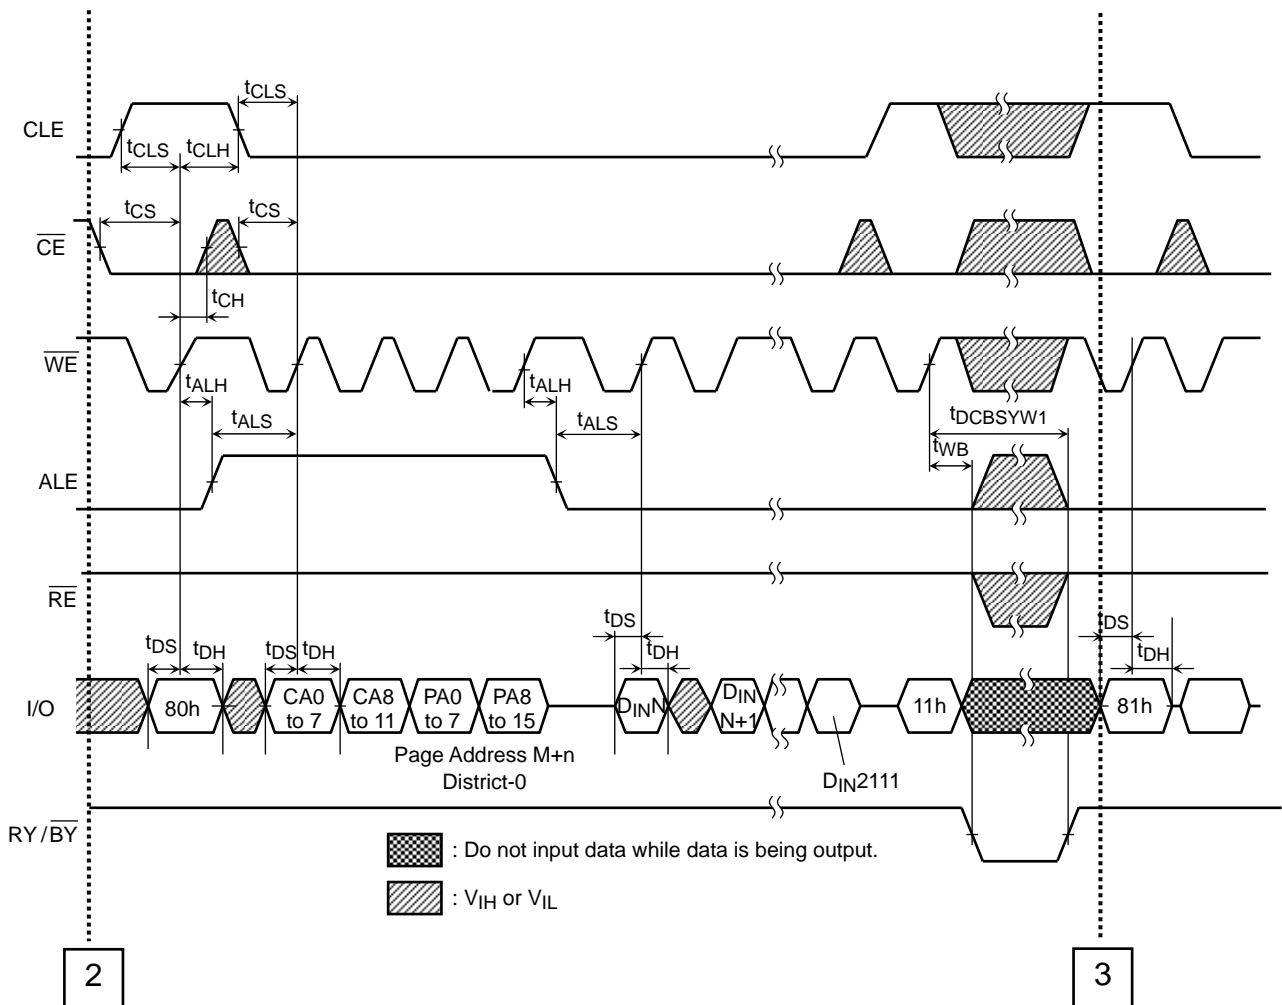 tCLS
CLE
tCLS
tCLH
tCS
tCS
CE
tCH
WE
tALH
tALH
tALS
tALS
tDCBSYW1
tWB
ALE
RE
tDS
tDH
tDS
tDH
tDS
tDH
tDS
tDH
I/O
80h
CA0
to 7
CA8
to 11
PA0
to 7
PA8
to 15
DINN
DIN
N+1
11h
81h
Page Address M+n
District-0
DIN2111
RY/BY
: Do not input data while data is being output.
: VIH or VIL
2
3